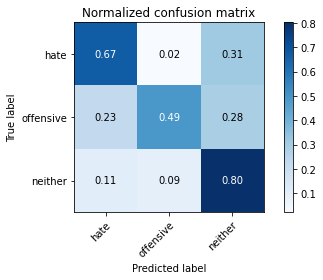 Normalized confusion matrix
True label
hate 0.67 0.02 0.31
offensive 0.23 0.49 0.28
neither 0.11 0.09 0.80
hate offensive neither
Predicted label
0.8
0.7
0.6
0.5
0.4
0.3
0.2
0.1